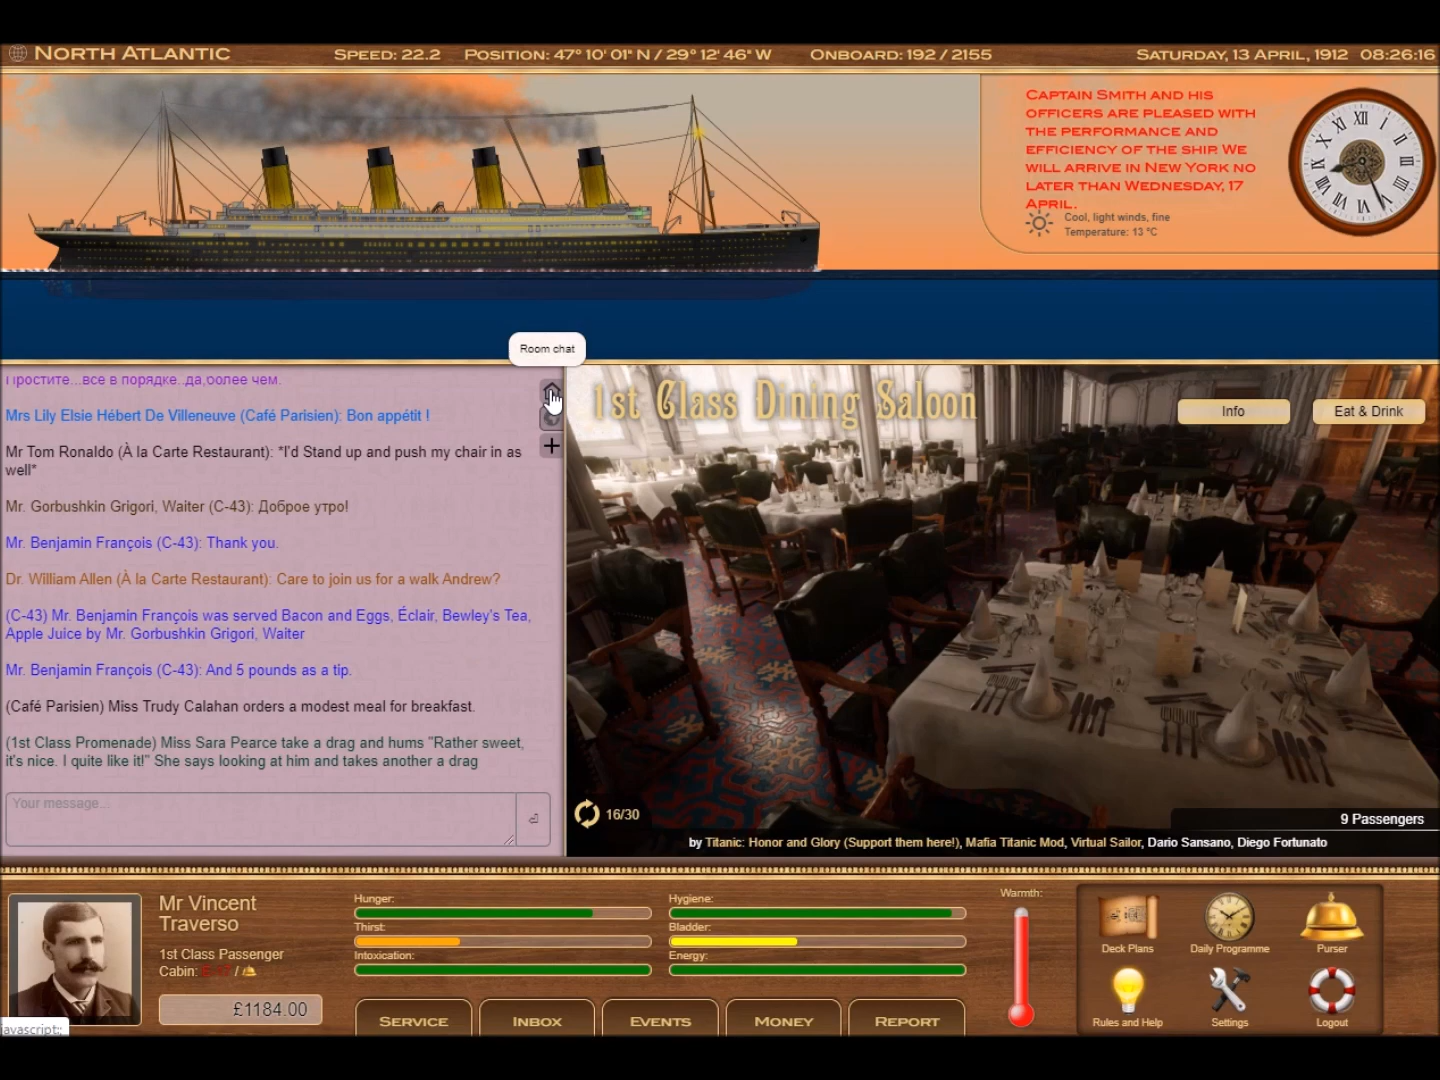 NORTH ATLANTIC SPEED: 22.2 POSITION: 47° 10' 01" N / 29° 12' 46" W ONBOARD: 192 / 2155 SATURDAY, 13 APRIL, 1912 08:26:16
CAPTAIN SMITH AND HIS
OFFICERS ARE PLEASED WITH
THE PERFORMANCE AND
EFFICIENCY OF THE SHIP. WE
WILL ARRIVE IN NEW YORK NO
LATER THAN WEDNESDAY, 17
APRIL.
Cool, light winds, fine
Temperature: 13 °C
XII I II III IIII V VI VII VIII IX X XI
Room chat
Простите...все в порядке..да,более чем.
Mrs Lily Elsie Hébert De Villeneuve (Café Parisien): Bon appétit !
Mr Tom Ronaldo (À la Carte Restaurant): *I'd Stand up and push my chair in as
well*
Mr. Gorbushkin Grigori, Waiter (C-43): Доброе утро!
Mr. Benjamin François (C-43): Thank you.
Dr. William Allen (À la Carte Restaurant): Care to join us for a walk Andrew?
(C-43) Mr. Benjamin François was served Bacon and Eggs, Éclair, Bewley's Tea,
Apple Juice by Mr. Gorbushkin Grigori, Waiter
Mr. Benjamin François (C-43): And 5 pounds as a tip.
(Café Parisien) Miss Trudy Calahan orders a modest meal for breakfast.
(1st Class Promenade) Miss Sara Pearce take a drag and hums "Rather sweet,
it's nice. I quite like it!" She says looking at him and takes another a drag
Your message...
1st Class Dining Saloon
Info
Eat & Drink
16/30
9 Passengers
by Titanic: Honor and Glory (Support them here!), Mafia Titanic Mod, Virtual Sailor, Dario Sansano, Diego Fortunato
Mr Vincent
Traverso
1st Class Passenger
Cabin: /
£1184.00
Hunger:
Thirst:
Intoxication:
Hygiene:
Bladder:
Energy:
Warmth:
SERVICE
INBOX
EVENTS
MONEY
REPORT
Deck Plans
Daily Programme
Purser
Rules and Help
Settings
Logout
javascript:;